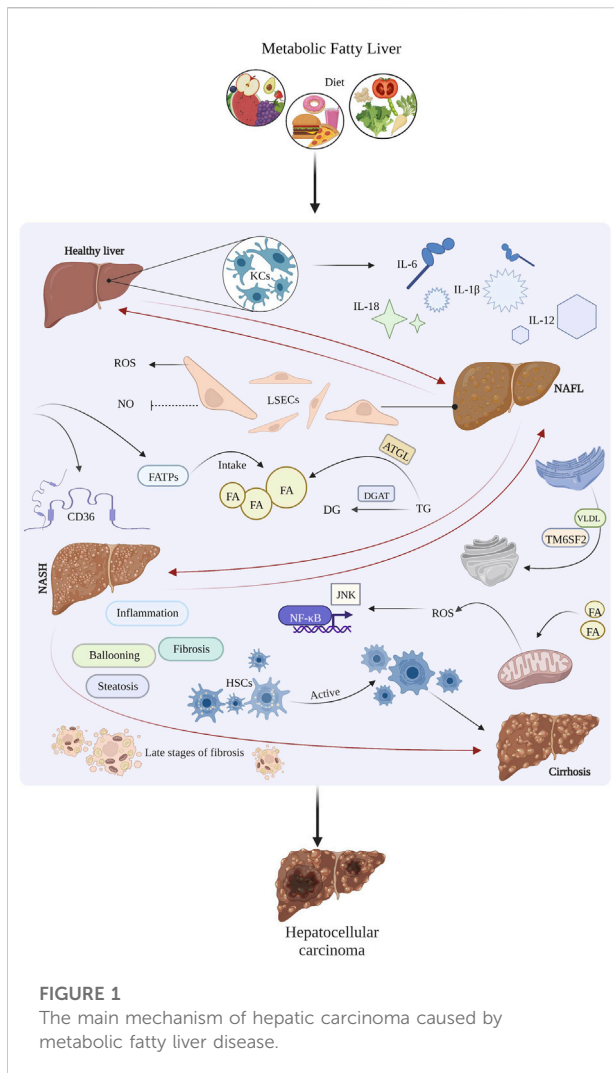 Metabolic Fatty Liver
Diet
Healthy liver
KCs
IL-6
IL-1β
IL-18
IL-12
ROS
LSECs
NAFL
NO
ATGL
FATPs
Intake
FA
FA
FA
DGAT
DG
TG
CD36
VLDL
TM6SF2
NASH
Inflammation
JNK
NF-κB
ROS
FA
FA
Ballooning
Fibrosis
Steatosis
HSCs
Active
Late stages of fibrosis
Cirrhosis
Hepatocellular
carcinoma
FIGURE 1
The main mechanism of hepatic carcinoma caused by
metabolic fatty liver disease.